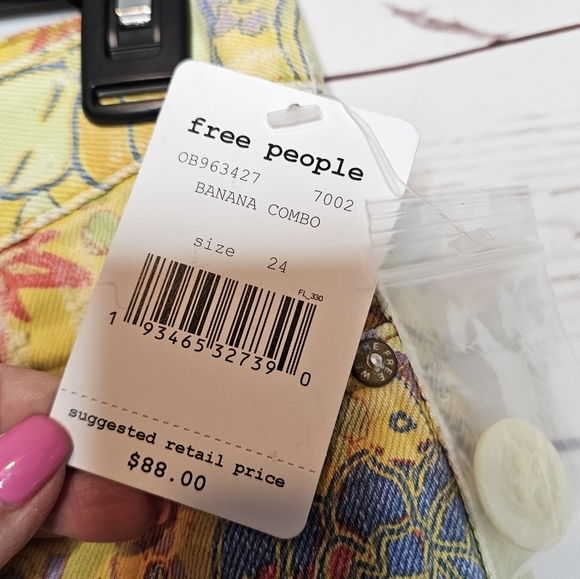 free people
OB963427 7002
BANANA COMBO
size 24
FL_330
1 93465 32739 0
suggested retail price
$88.00